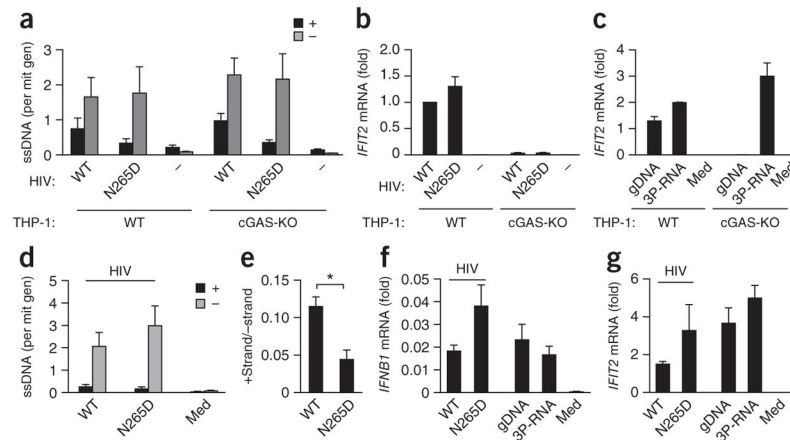 a
ssDNA (per mit gen)
3
2
1
0
+
–
HIV:
WT
N265D
–
WT
N265D
–
THP-1:
WT
cGAS-KO
b
IFIT2 mRNA (fold)
2.0
1.5
1.0
0.5
0
HIV:
WT
N265D
–
WT
N265D
–
THP-1:
WT
cGAS-KO
c
IFIT2 mRNA (fold)
4
3
2
1
0
gDNA
3P-RNA
Med
gDNA
3P-RNA
Med
THP-1:
WT
cGAS-KO
d
ssDNA (per mit gen)
5
4
3
2
1
0
HIV
+
–
WT
N265D
Med
e
+Strand/–strand
0.15
0.10
0.05
0
*
WT
N265D
f
IFNB1 mRNA (fold)
0.05
0.04
0.03
0.02
0.01
0
HIV
WT
N265D
gDNA
3P-RNA
Med
g
IFIT2 mRNA (fold)
6
4
2
0
HIV
WT
N265D
gDNA
3P-RNA
Med